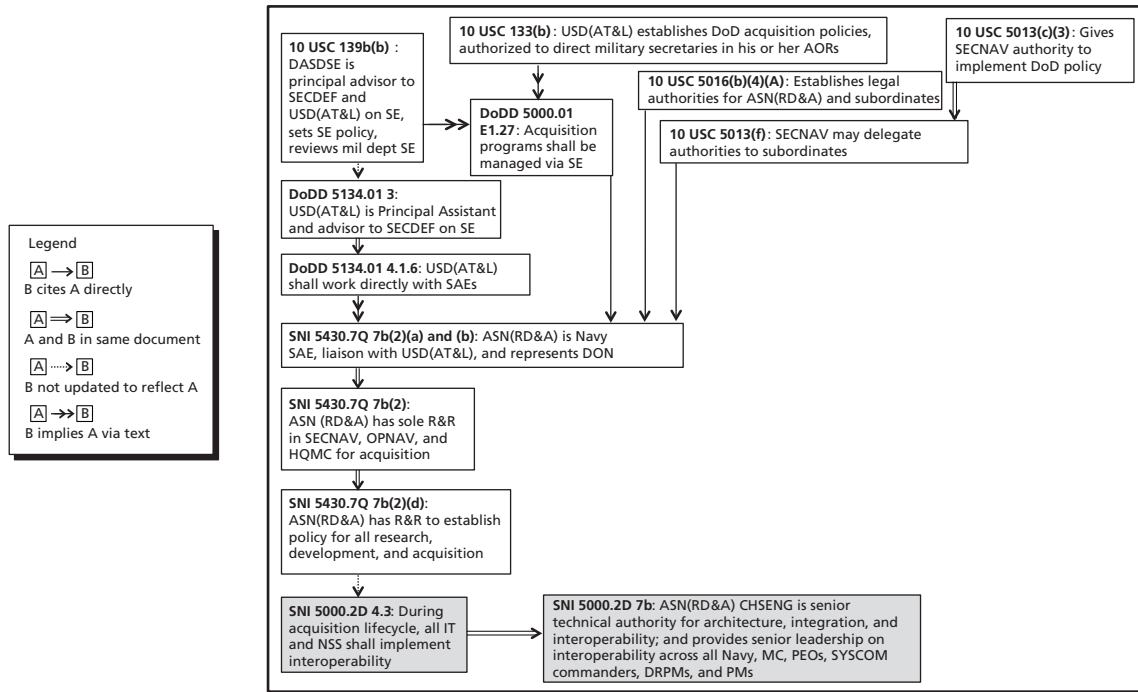 10 USC 139b(b) :
DASDSE is
principal advisor to
SECDEF and
USD(AT&L) on SE,
sets SE policy,
reviews mil dept SE
10 USC 133(b) : USD(AT&L) establishes DoD acquisition policies,
authorized to direct military secretaries in his or her AORs
10 USC 5013(c)(3) : Gives
SECNAV authority to
implement DoD policy
10 USC 5016(b)(4)(A) : Establishes legal
authorities for ASN(RD&A) and subordinates
DoDD 5000.01
E1.27: Acquisition
programs shall be
managed via SE
10 USC 5013(f) : SECNAV may delegate
authorities to subordinates
DoDD 5134.01 3:
USD(AT&L) is Principal Assistant
and advisor to SECDEF on SE
DoDD 5134.01 4.1.6: USD(AT&L)
shall work directly with SAEs
SNI 5430.7Q 7b(2)(a) and (b): ASN(RD&A) is Navy
SAE, liaison with USD(AT&L), and represents DON
SNI 5430.7Q 7b(2):
ASN (RD&A) has sole R&R
in SECNAV, OPNAV, and
HQMC for acquisition
SNI 5430.7Q 7b(2)(d):
ASN(RD&A) has R&R to establish
policy for all research,
development, and acquisition
SNI 5000.2D 4.3: During
acquisition lifecycle, all IT
and NSS shall implement
interoperability
SNI 5000.2D 7b: ASN(RD&A) CHSENG is senior
technical authority for architecture, integration, and
interoperability; and provides senior leadership on
interoperability across all Navy, MC, PEOs, SYSCOM
commanders, DRPMs, and PMs
Legend
A B
B cites A directly
A B
A and B in same document
A B
B not updated to reflect A
A B
B implies A via text